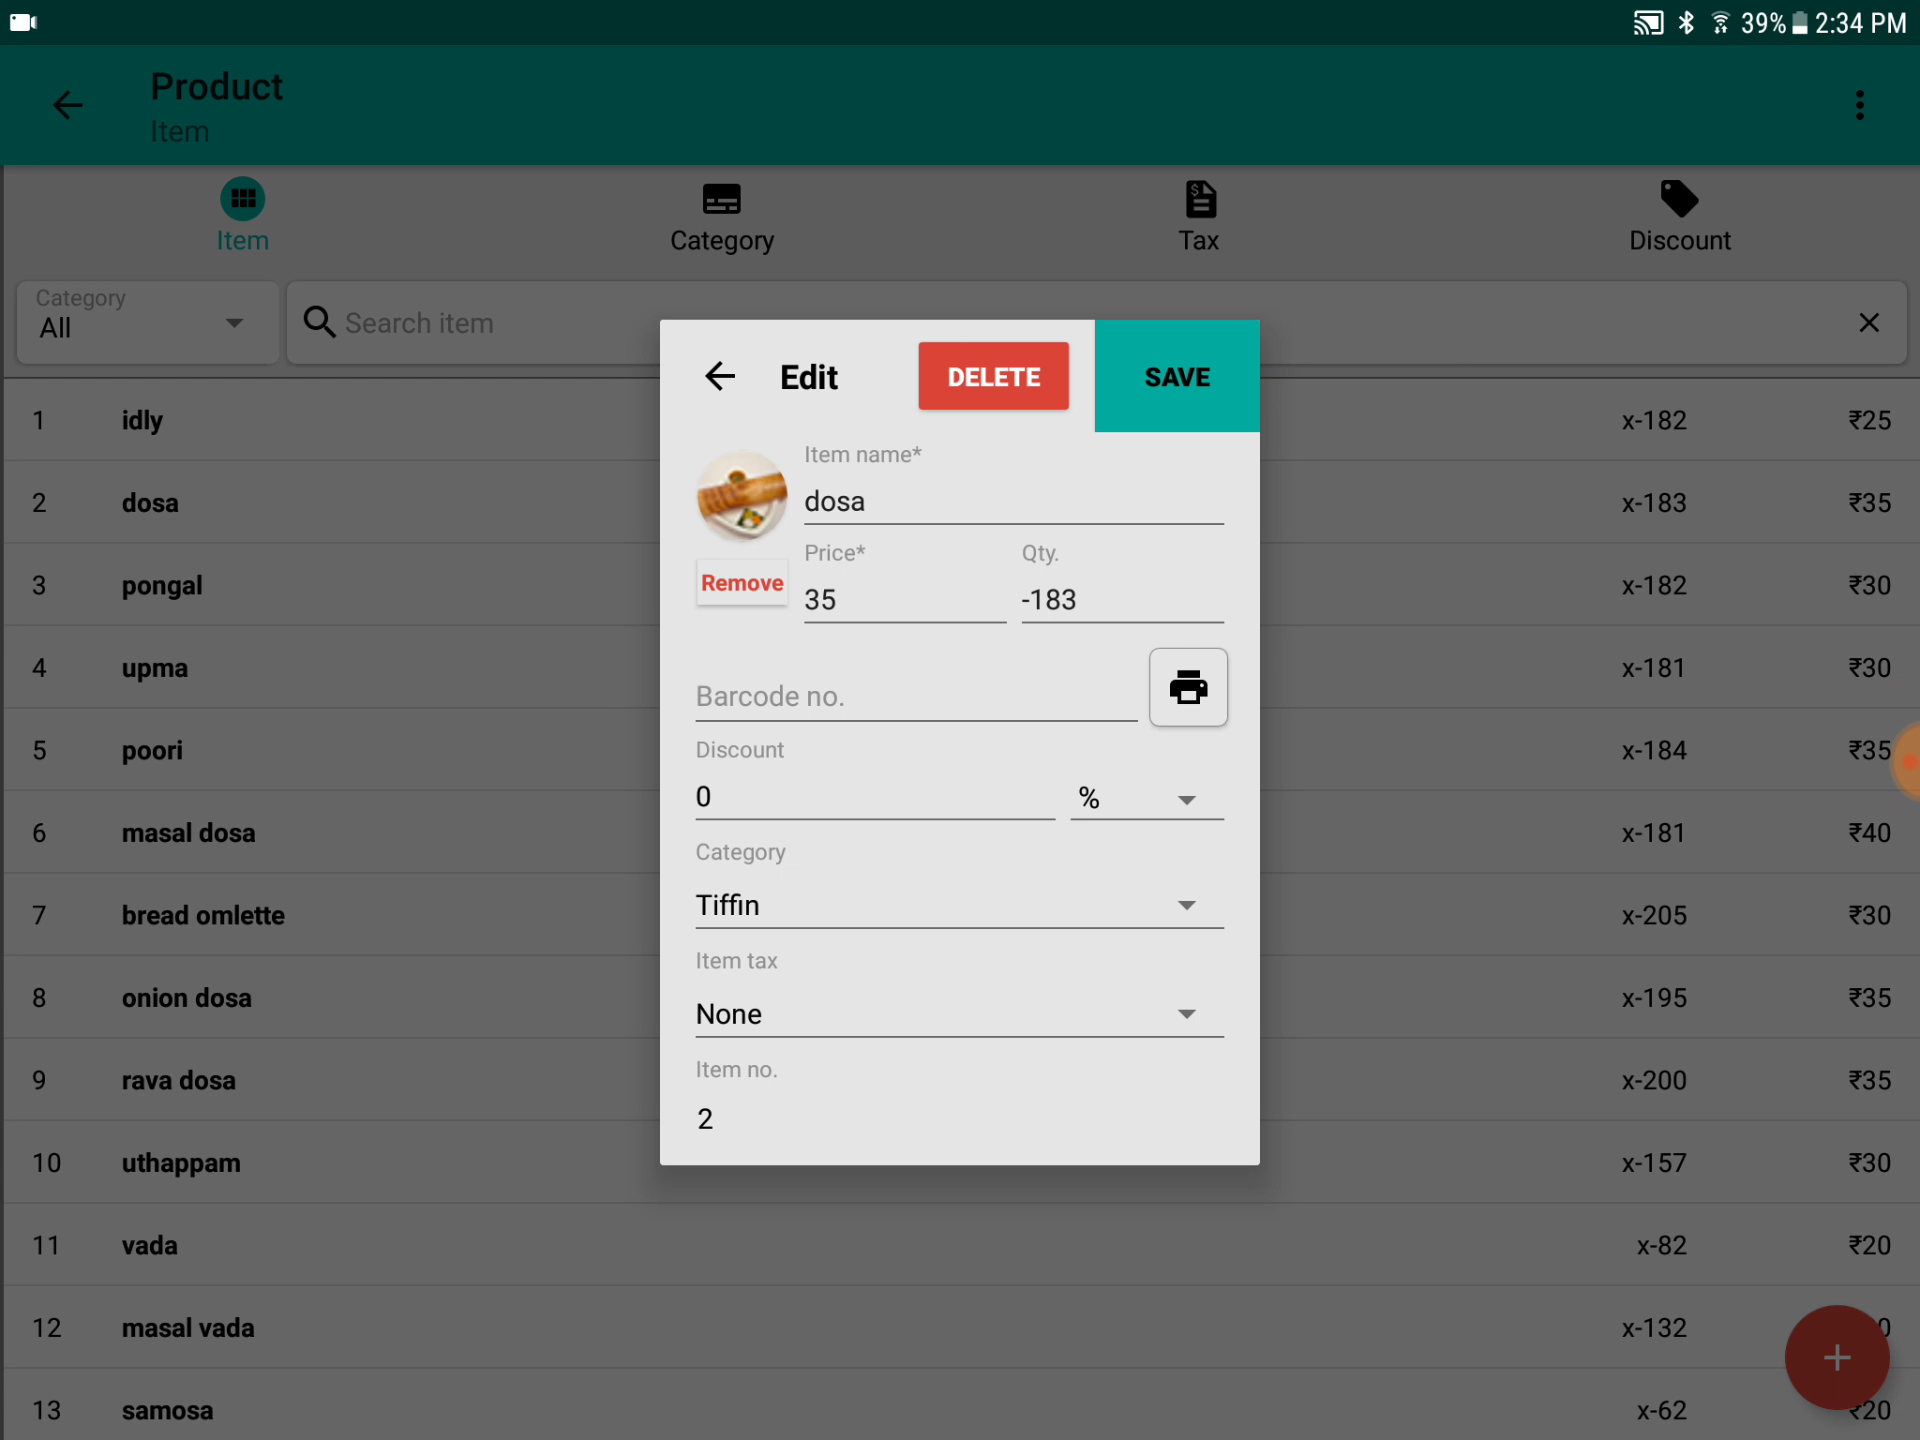 39% 2:34 PM
Product
Item
Item Category Tax Discount
Category
All
Search item
Edit DELETE SAVE
Item name*
dosa
Remove
Price* Qty.
35 -183
Barcode no.
Discount
0 %
Category
Tiffin
Item tax
None
Item no.
2
1 idly x-182 ₹25
2 dosa x-183 ₹35
3 pongal x-182 ₹30
4 upma x-181 ₹30
5 poori x-184 ₹35
6 masal dosa x-181 ₹40
7 bread omlette x-205 ₹30
8 onion dosa x-195 ₹35
9 rava dosa x-200 ₹35
10 uthappam x-157 ₹30
11 vada x-82 ₹20
12 masal vada x-132
13 samosa x-62 ₹20